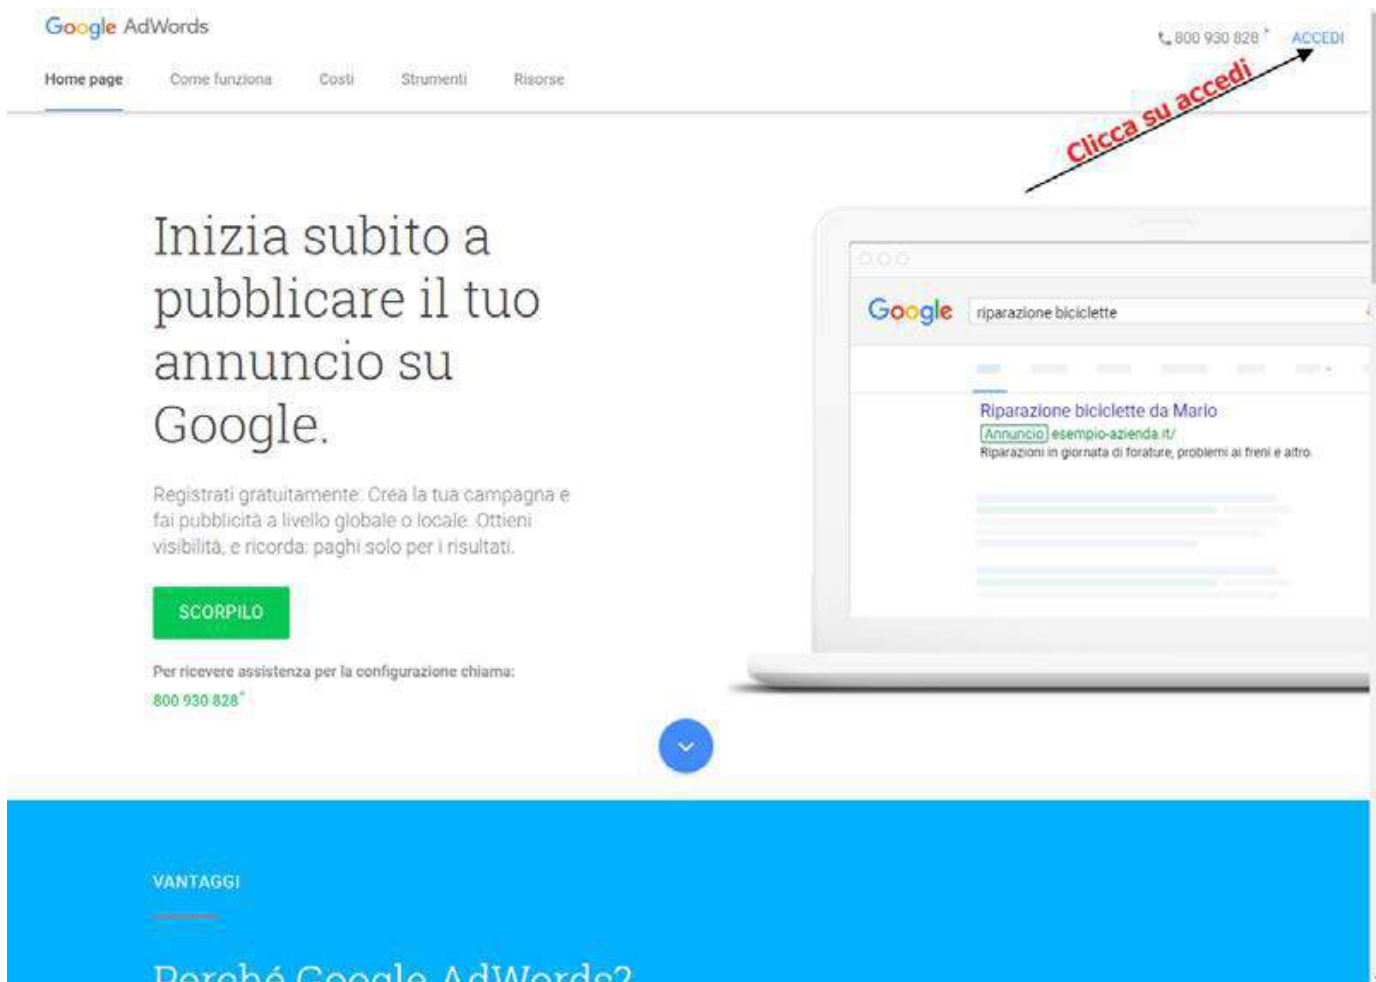 Google AdWords
800 930 828 * ACCEDI
Home page Come funziona Costi Strumenti Risorse
Clicca su accedi
Inizia subito a
pubblicare il tuo
annuncio su
Google.
Registrati gratuitamente. Crea la tua campagna e
fai pubblicità a livello globale o locale. Ottieni
visibilità, e ricorda: paghi solo per i risultati.
SCORPILO
Per ricevere assistenza per la configurazione chiama:
800 930 828*
Google riparazione biciclette
Riparazione biciclette da Mario
Annuncio esempio-azienda.it/
Riparazioni in giornata di forature, problemi ai freni e altro.
VANTAGGI
Perché Google AdWords?